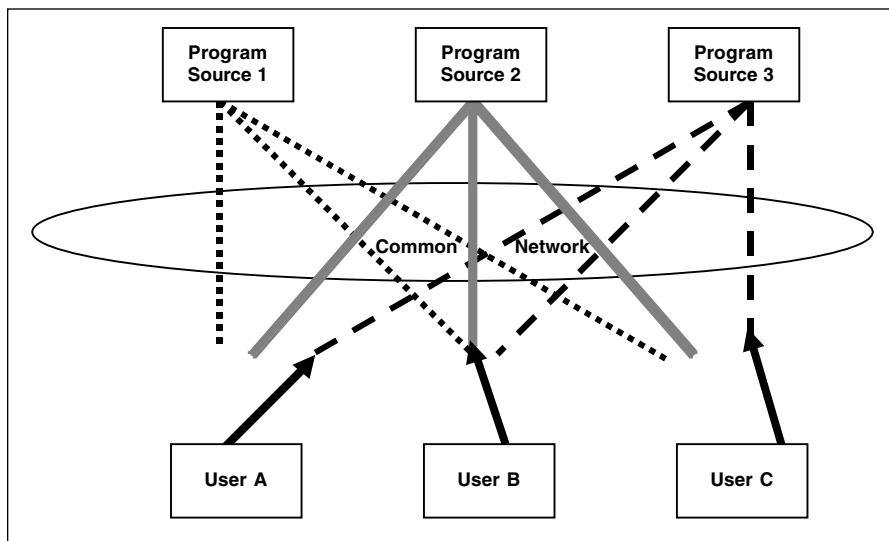 Program
Source 1
Program
Source 2
Program
Source 3
Common
Network
User A
User B
User C